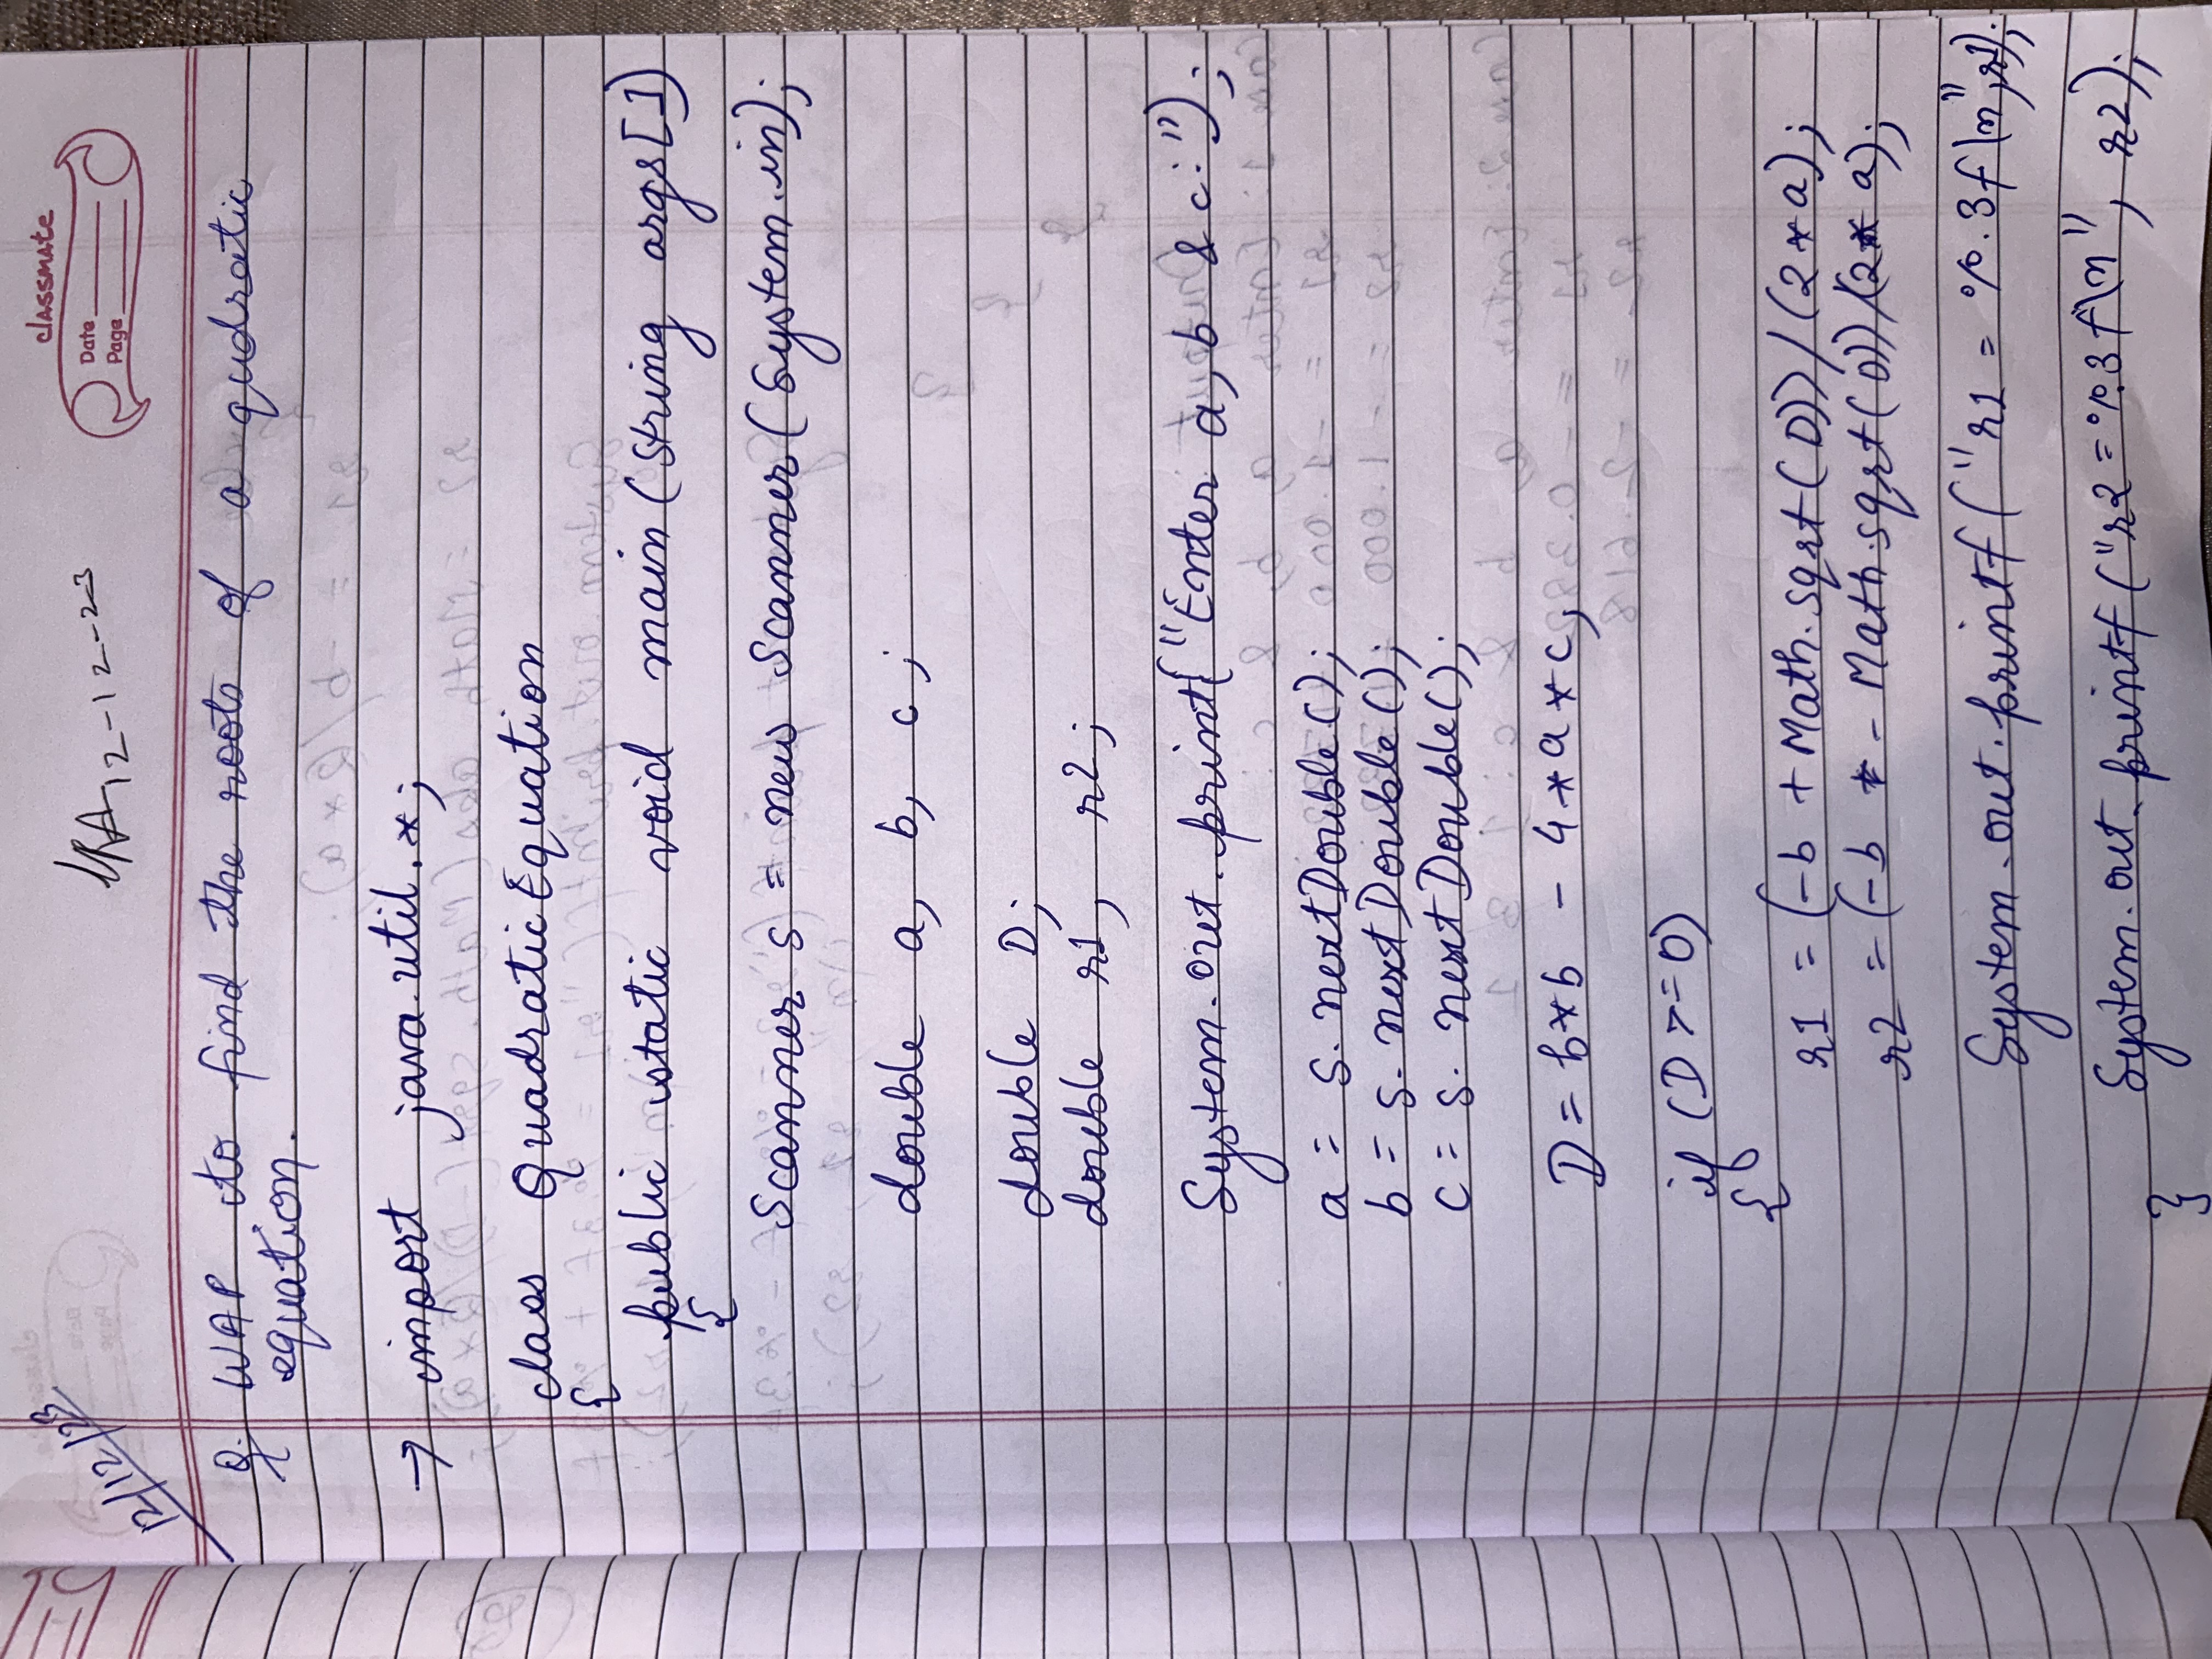 classmate
Date
Page
12/12/23
12-12-23
Q. WAP to find the roots of a qudratic
equation.
→ import java.util.*;
class QuadraticEquation
{
public static void main(String args[])
{
Scanner s = new Scanner(System.in);
double a, b, c;
double D;
double r1, r2;
System.out.print("Enter a, b & c:");
a = s.nextDouble();
b = s.nextDouble();
c = s.nextDouble();
D = b*b - 4*a*c;
if (D >= 0)
{
r1 = (-b + Math.sqrt(D))/(2*a);
r2 = (-b - Math.sqrt(D))/(2*a);
System.out.printf("r1 = %.3f\n",r1);
System.out.printf("r2 = %.3f\n", r2);
}